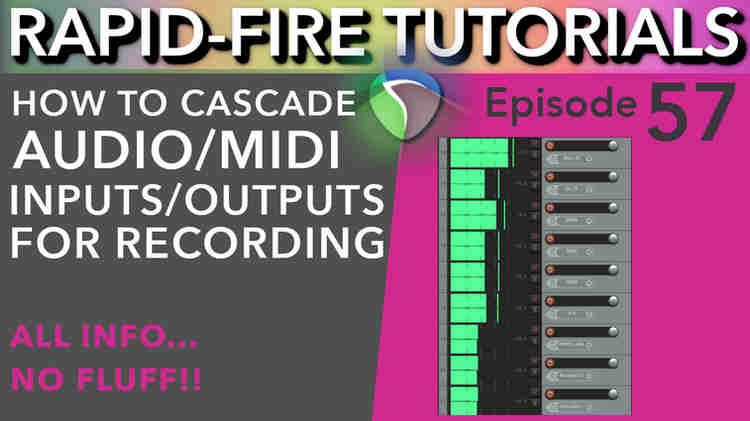 RAPID-FIRE TUTORIALS
HOW TO CASCADE
AUDIO/MIDI
INPUTS/OUTPUTS
FOR RECORDING
Episode 57
ALL INFO...
NO FLUFF!!